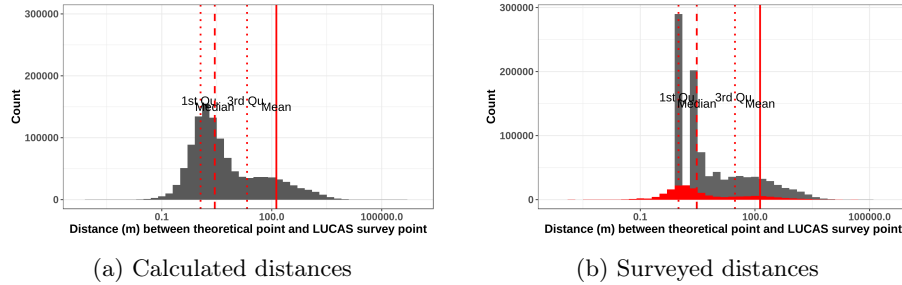 300000
200000
100000
0
Count
1st Qu.
3rd Qu.
Median
Mean
0.1
100.0
100000.0
Distance (m) between theoretical point and LUCAS survey point
(a) Calculated distances
300000
200000
100000
0
Count
1st Qu.
3rd Qu.
Median
Mean
0.1
100.0
100000.0
Distance (m) between theoretical point and LUCAS survey point
(b) Surveyed distances